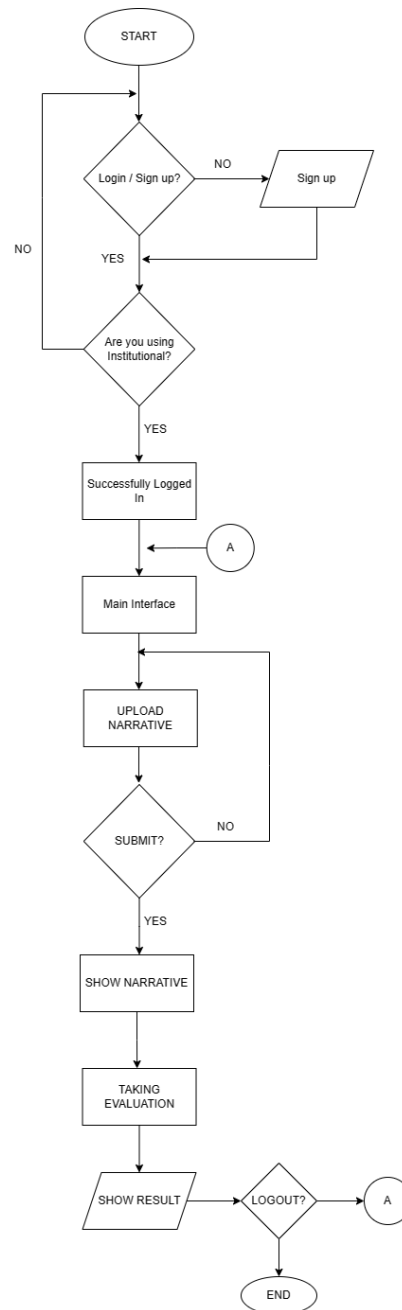 START
Login / Sign up?
NO
Sign up
NO
YES
Are you using
Institutional?
YES
Successfully Logged
In
A
Main Interface
UPLOAD
NARRATIVE
SUBMIT?
NO
YES
SHOW NARRATIVE
TAKING
EVALUATION
SHOW RESULT
LOGOUT?
A
END